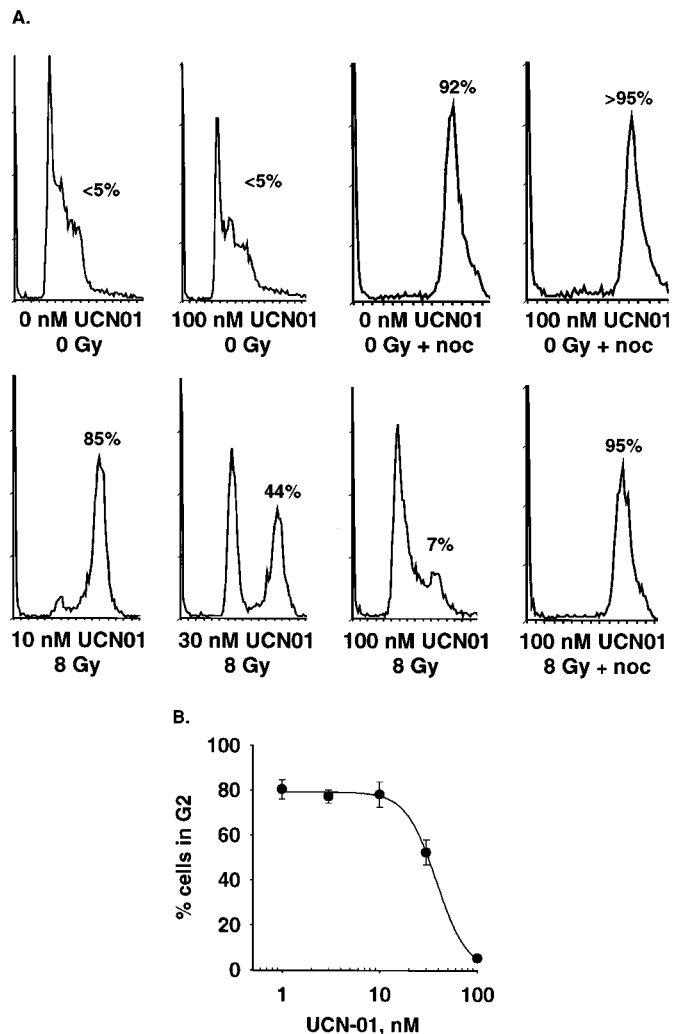 A.
<5%
<5%
92%
>95%
0 nM UCN01
0 Gy
100 nM UCN01
0 Gy
0 nM UCN01
0 Gy + noc
100 nM UCN01
0 Gy + noc
85%
44%
7%
95%
10 nM UCN01
8 Gy
30 nM UCN01
8 Gy
100 nM UCN01
8 Gy
100 nM UCN01
8 Gy + noc
B.
% cells in G2
100
80
60
40
20
0
1
10
100
UCN-01, nM